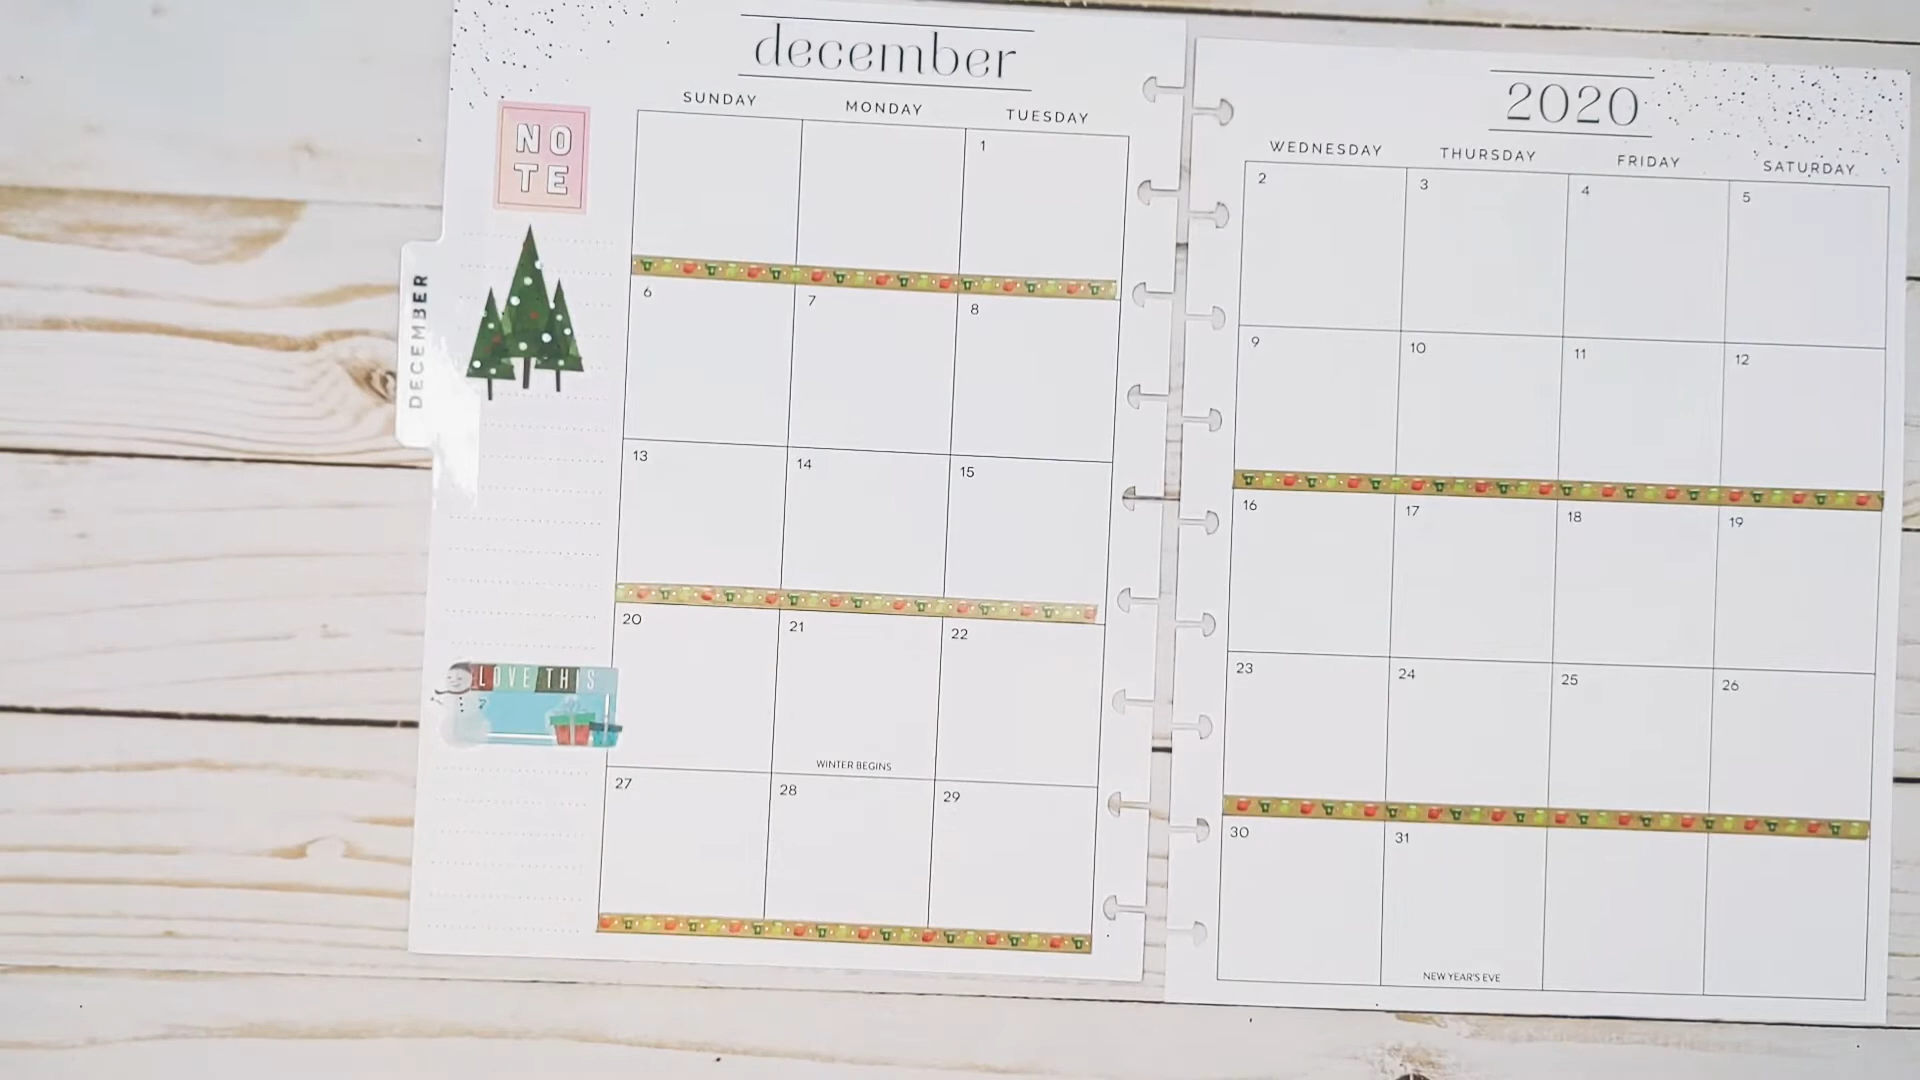 december
2020
NO
TE
DECEMBER
SUNDAY MONDAY TUESDAY
WEDNESDAY THURSDAY FRIDAY SATURDAY
1
2 3 4 5
6 7 8
9 10 11 12
13 14 15
16 17 18 19
LOVE THIS
20 21 22
WINTER BEGINS
23 24 25 26
27 28 29
30 31
NEW YEAR'S EVE